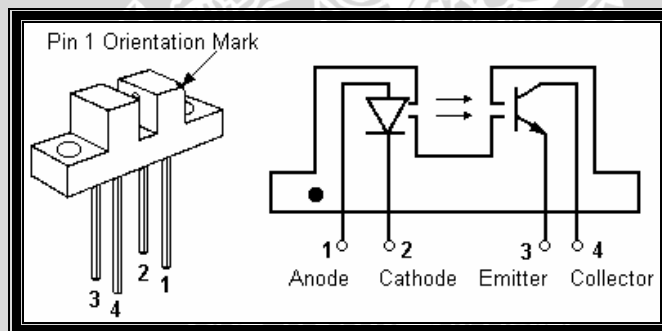 Pin 1 Orientation Mark
3 4 2 1
1 2 3 4
Anode Cathode Emitter Collector